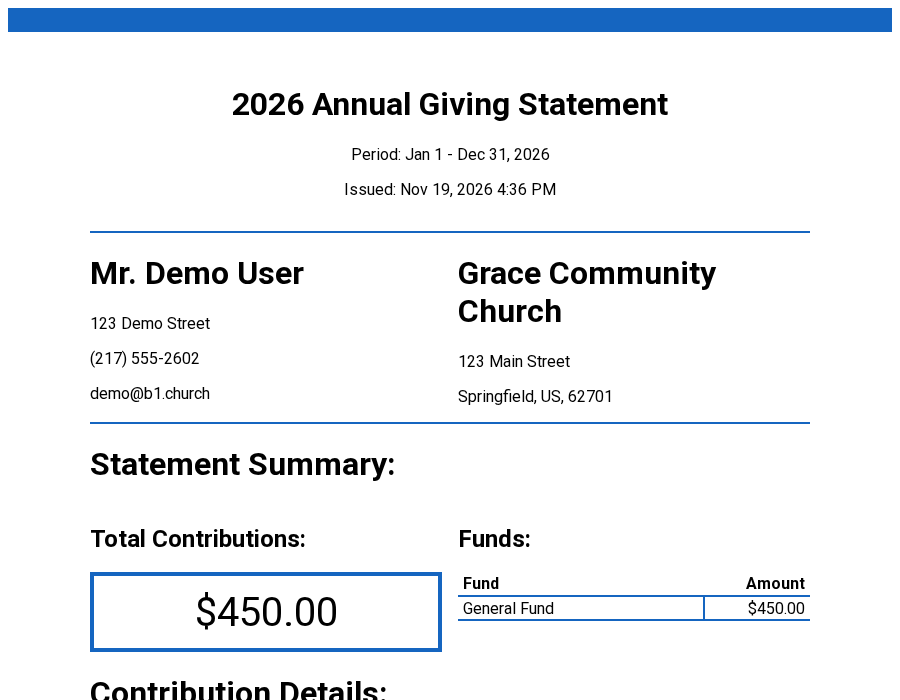 2026 Annual Giving Statement
Period: Jan 1 - Dec 31, 2026
Issued: Nov 19, 2026 4:36 PM
Mr. Demo User
123 Demo Street
(217) 555-2602
demo@b1.church
Grace Community
Church
123 Main Street
Springfield, US, 62701
Statement Summary:
Total Contributions:
$450.00
Funds:
Fund Amount
General Fund $450.00
Contribution Details: